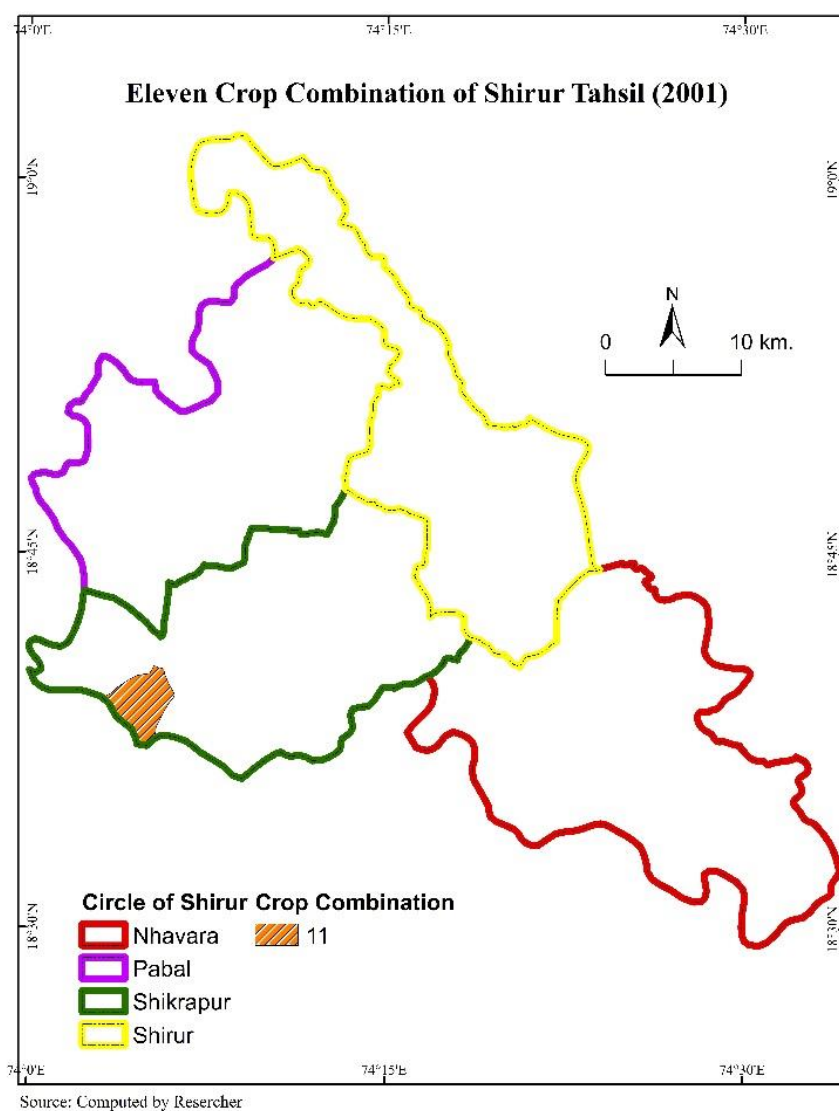 74°0'E 74°15'E 74°30'E
Eleven Crop Combination of Shirur Tahsil (2001)
19°0'N 19°0'N
N
0 10 km.
18°45'N 18°45'N
Circle of Shirur Crop Combination
Nhavara 11
Pabal
Shikrapur
Shirur
18°30'N 18°30'N
74°0'E 74°15'E 74°30'E
Source: Computed by Resercher